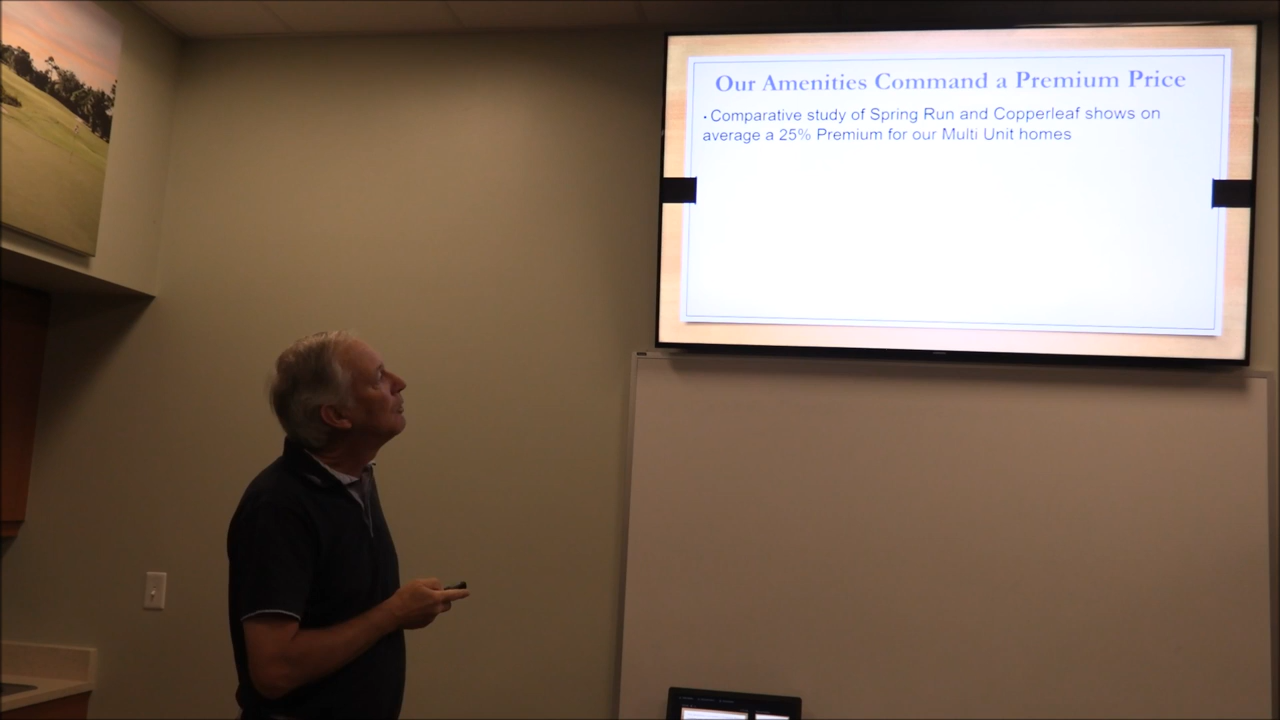 Our Amenities Command a Premium Price
• Comparative study of Spring Run and Copperleaf shows on
average a 25% Premium for our Multi Unit homes